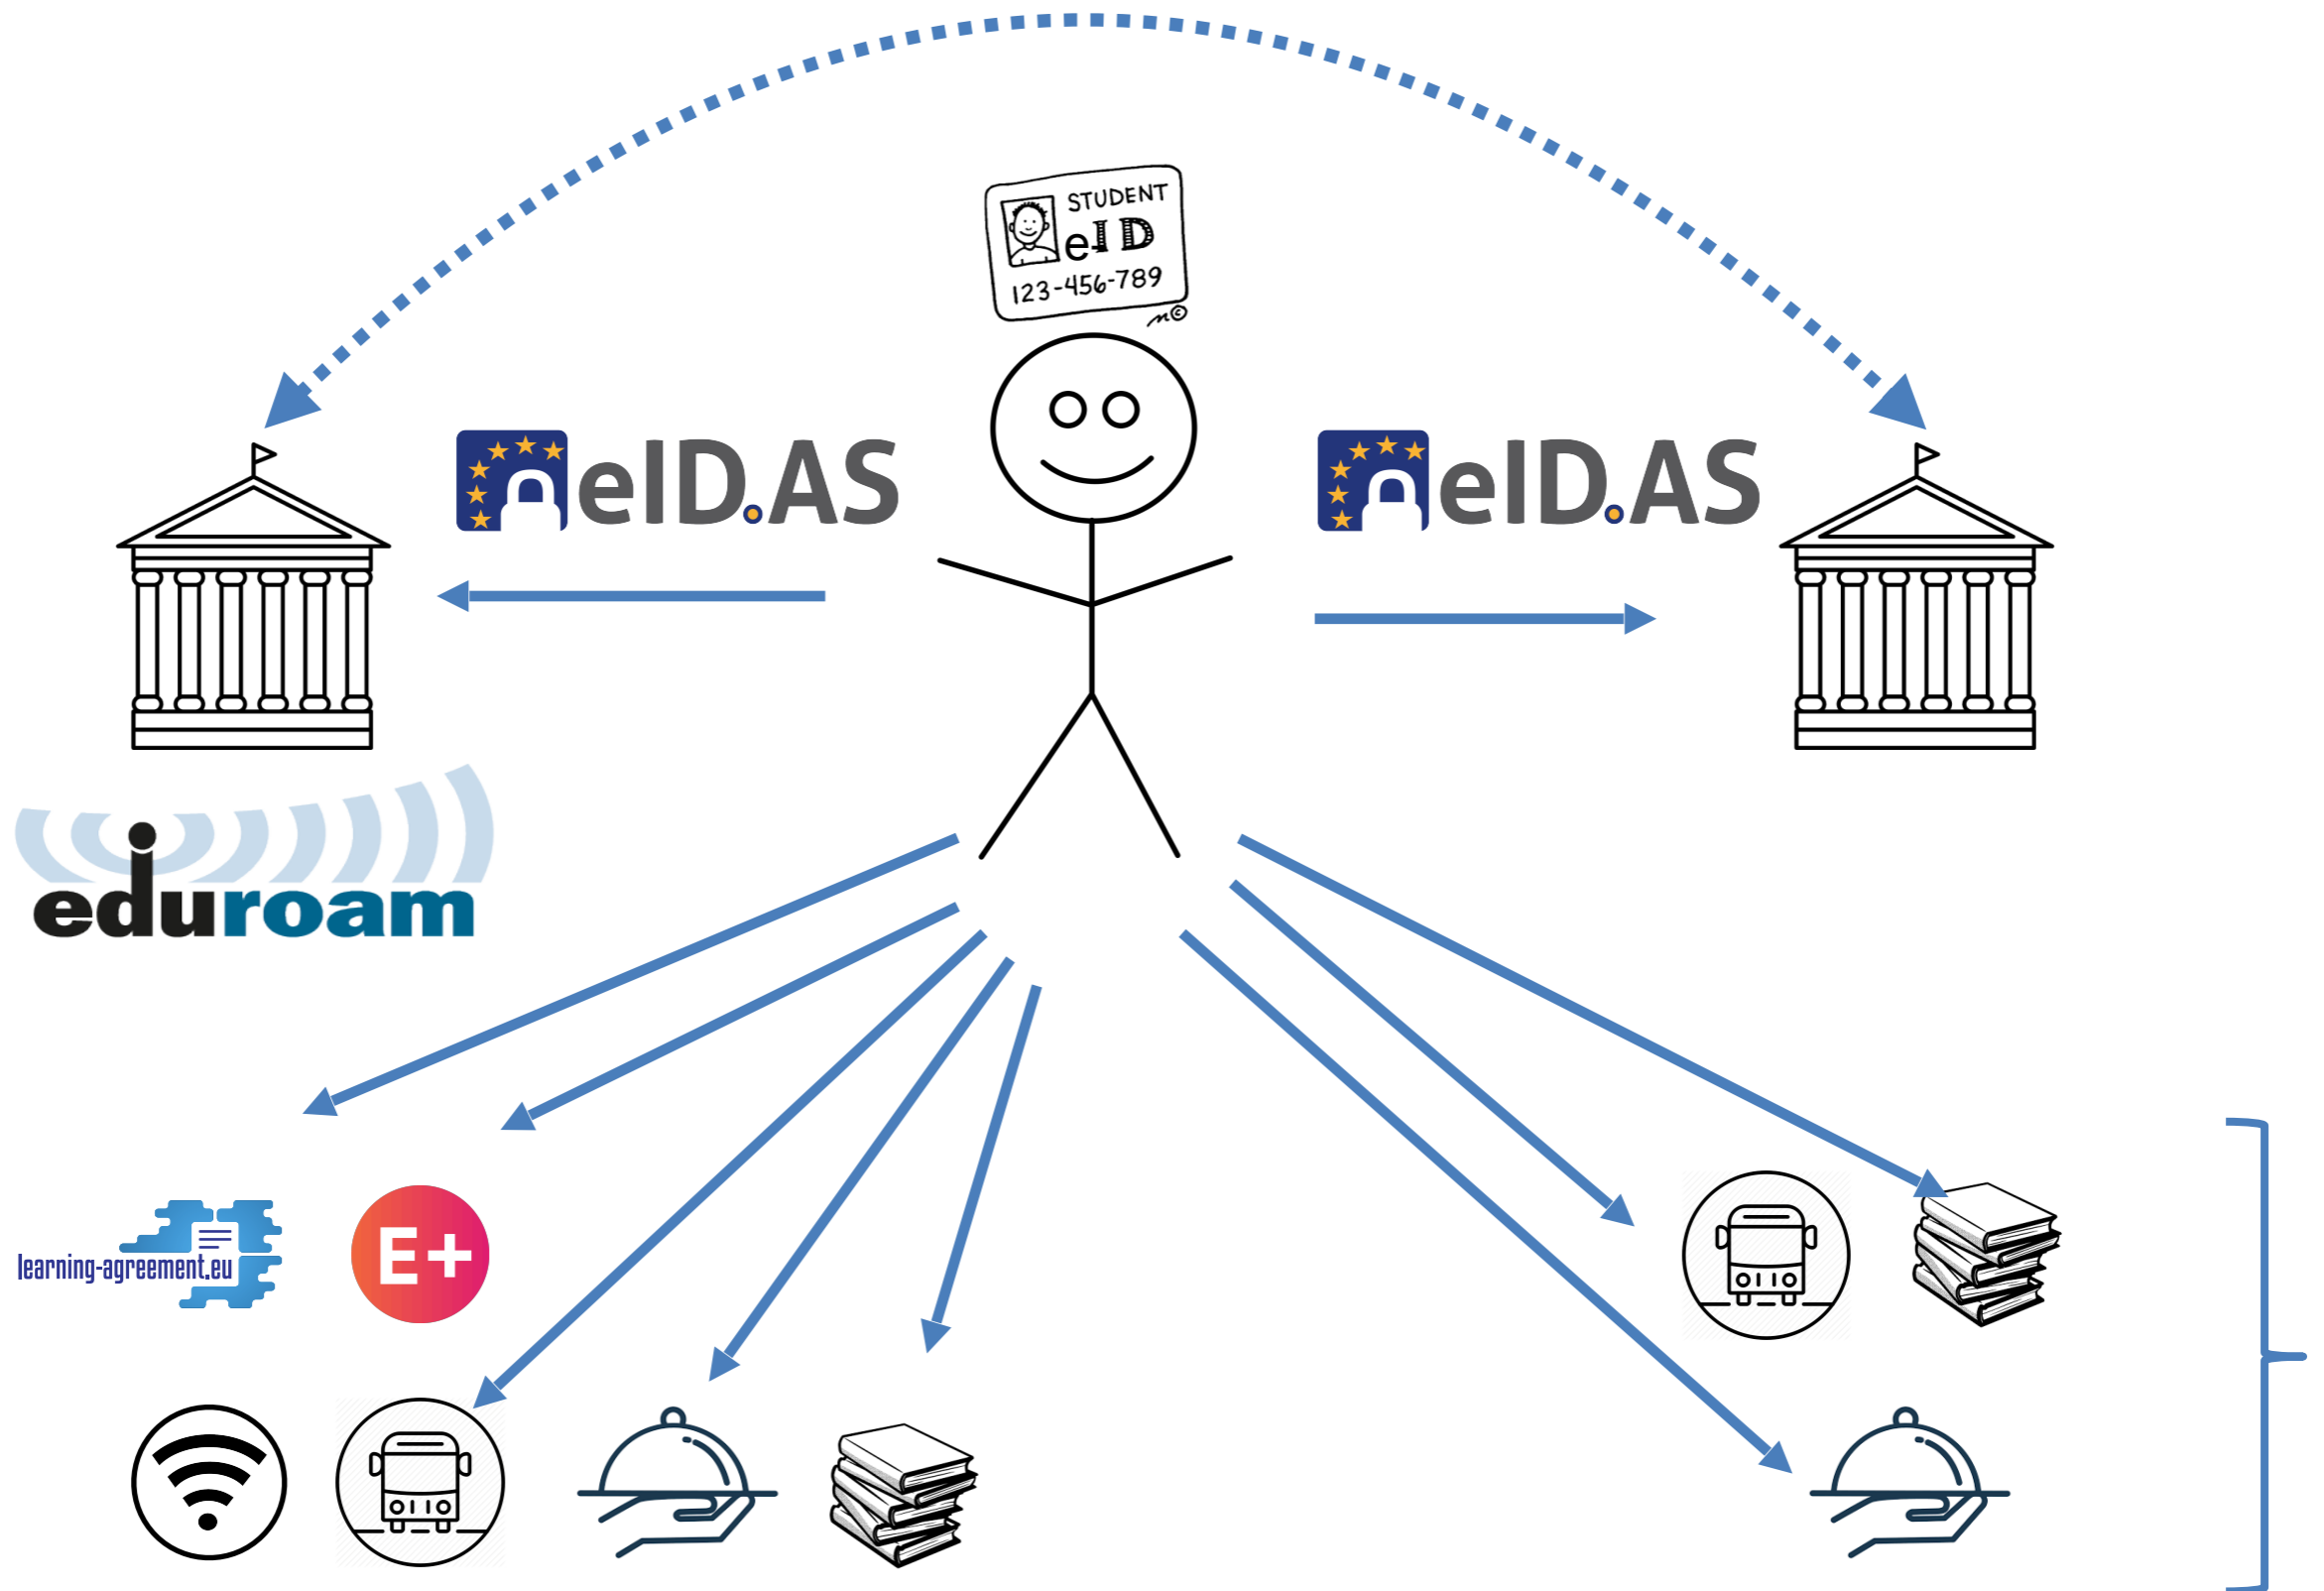 STUDENT
eID
123-456-789
eID.AS
eID.AS
eduroam
learning-agreement.eu
E+